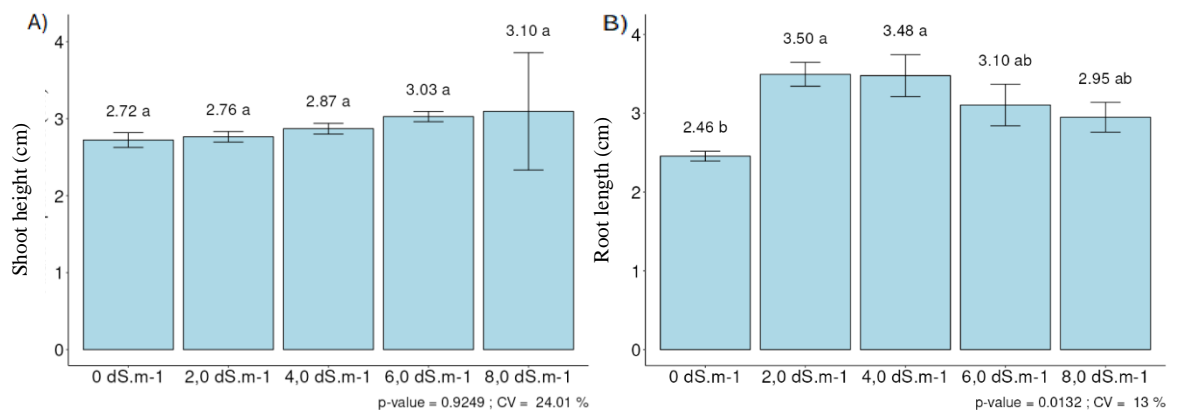 A)
Shoot height (cm)
4
3
2
1
0
2.72 a
2.76 a
2.87 a
3.03 a
3.10 a
0 dS.m-1
2,0 dS.m-1
4,0 dS.m-1
6,0 dS.m-1
8,0 dS.m-1
p-value = 0.9249 ; CV = 24.01 %
B)
Root length (cm)
4
3
2
1
0
2.46 b
3.50 a
3.48 a
3.10 ab
2.95 ab
0 dS.m-1
2,0 dS.m-1
4,0 dS.m-1
6,0 dS.m-1
8,0 dS.m-1
p-value = 0.0132 ; CV = 13 %